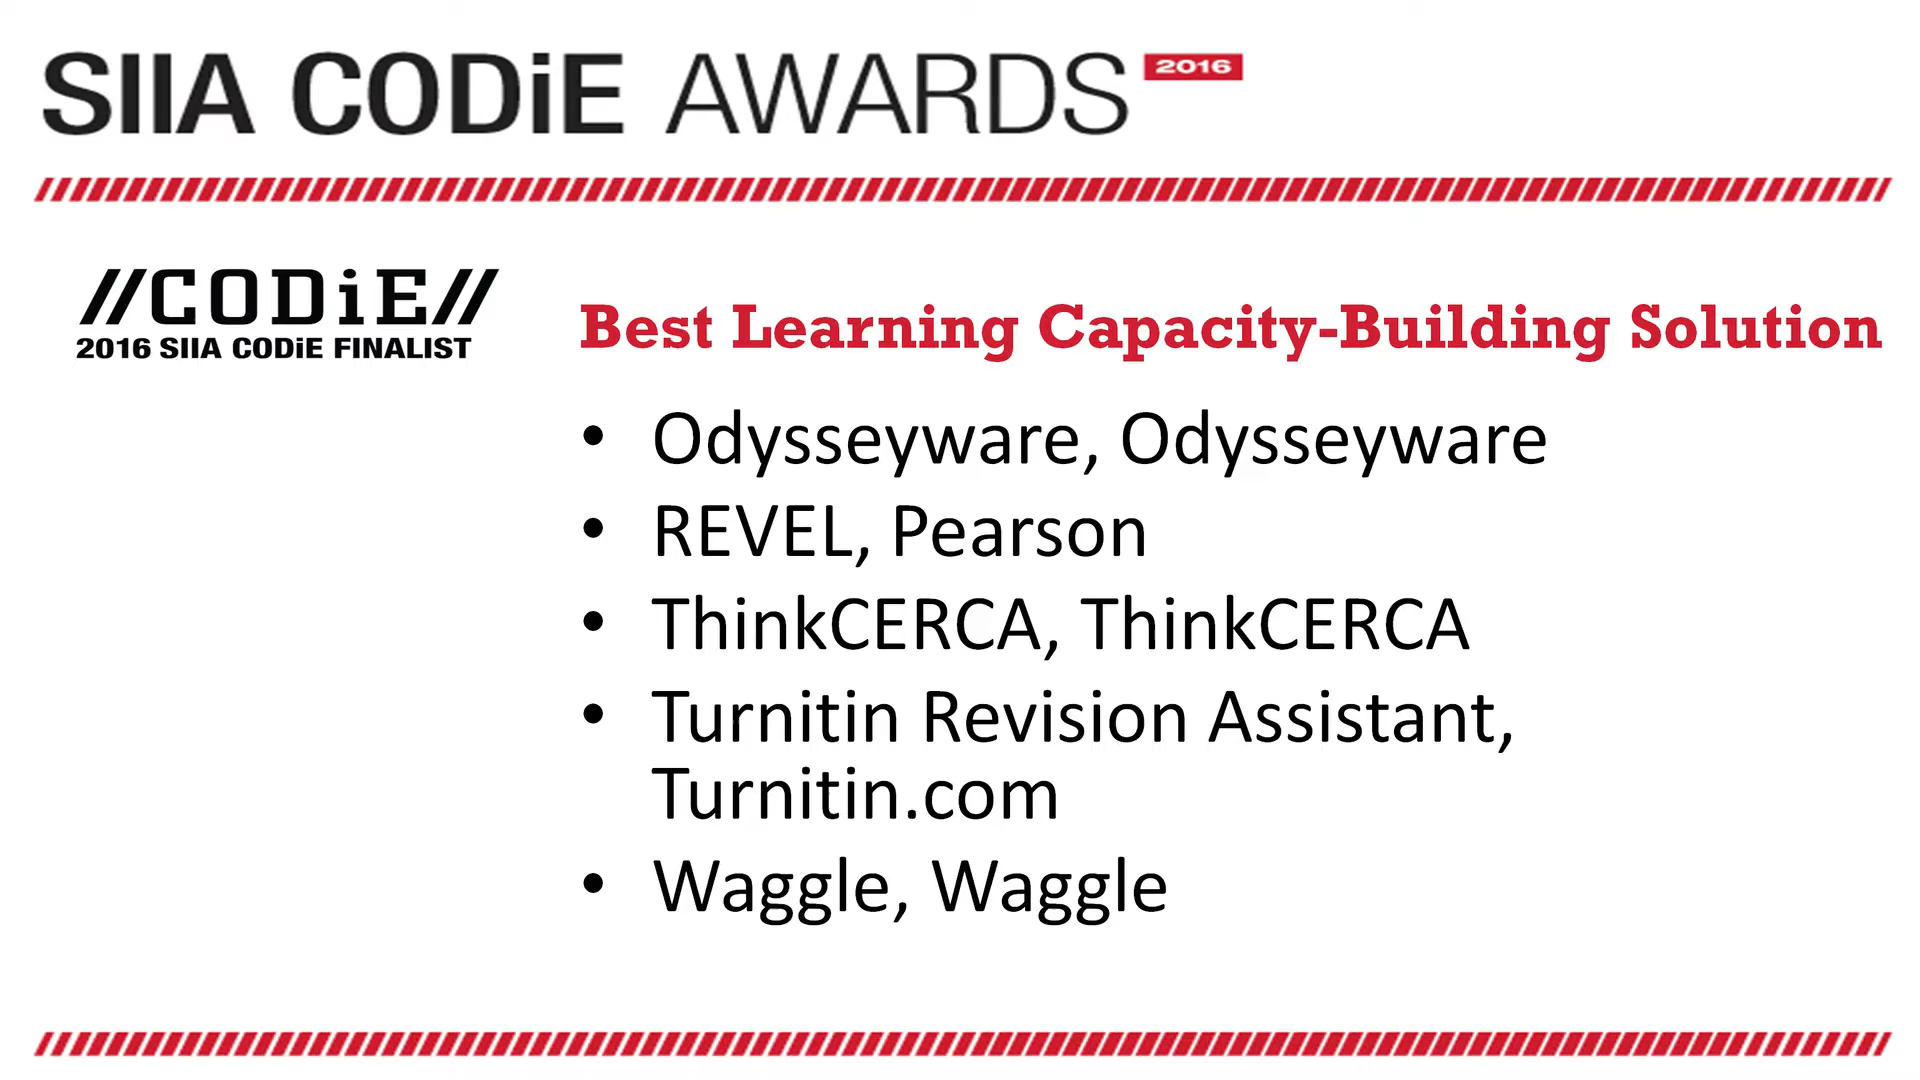 SIIA CODiE AWARDS 2016
//CODiE//
2016 SIIA CODiE FINALIST
Best Learning Capacity-Building Solution
• Odysseyware, Odysseyware
• REVEL, Pearson
• ThinkCERCA, ThinkCERCA
• Turnitin Revision Assistant,
Turnitin.com
• Waggle, Waggle